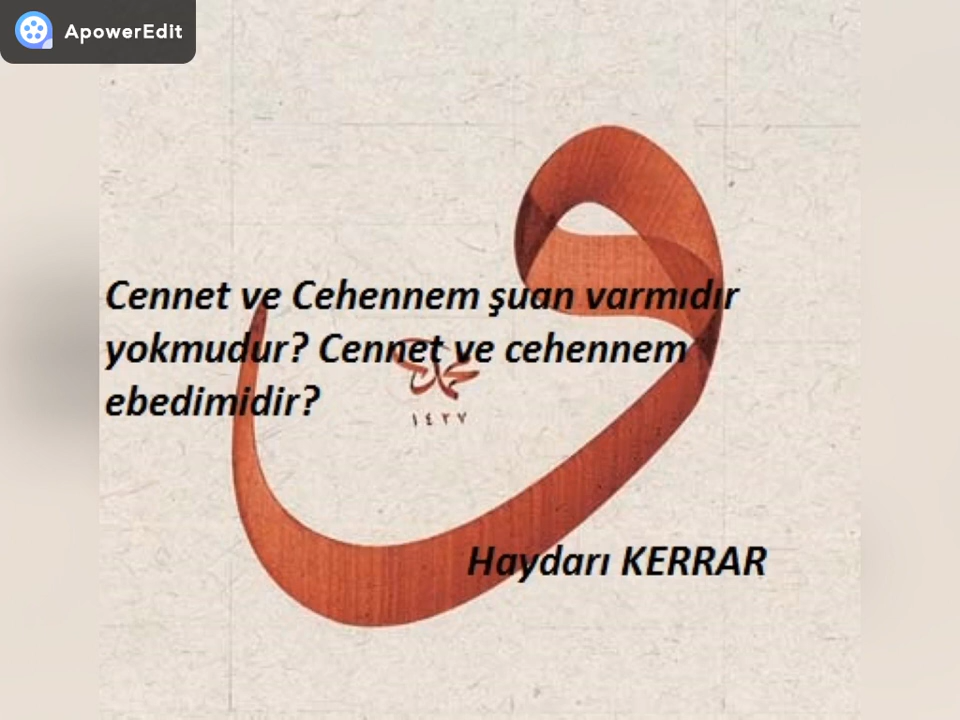 ApowerEdit
Cennet ve Cehennem şuan varmıdır
yokmudur? Cennet ve cehennem
ebedimidir?
محمد
١٤٢٧
Haydarı KERRAR